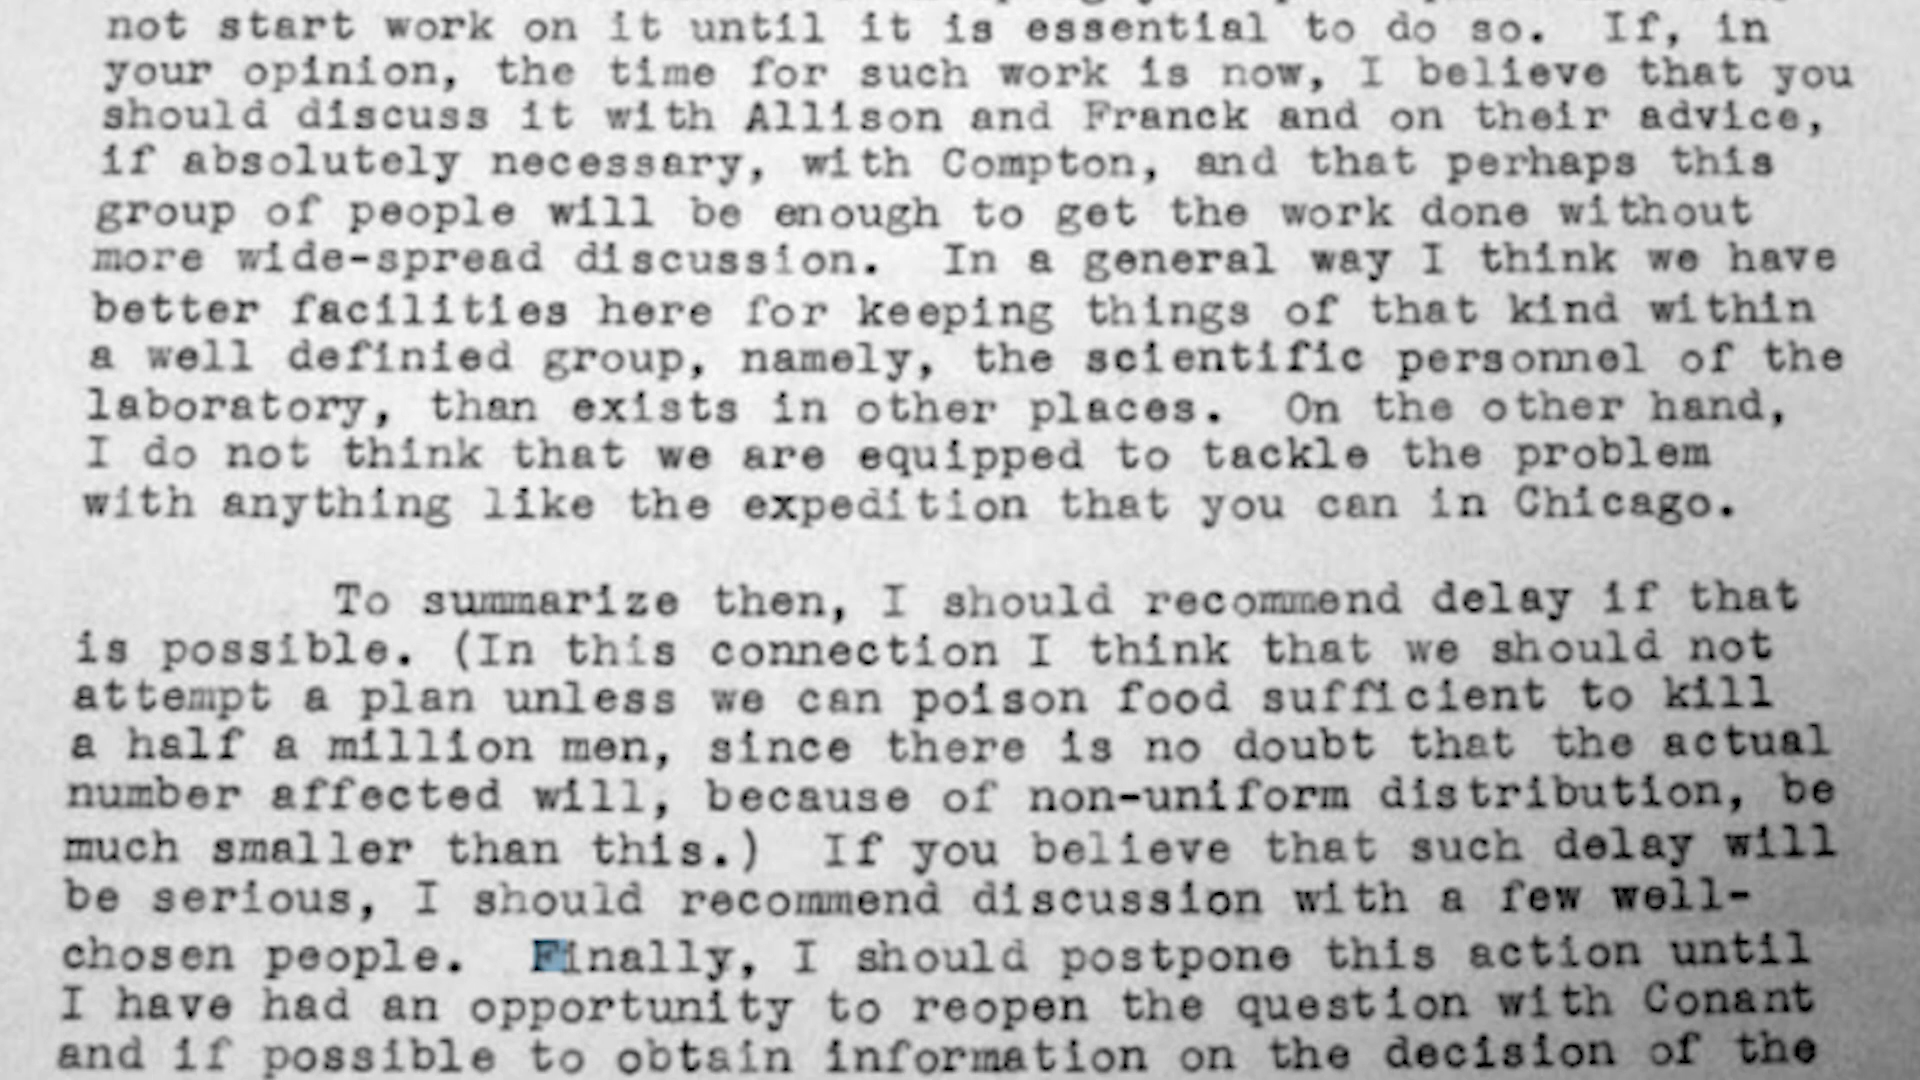 not start work on it until it is essential to do so. If, in
your opinion, the time for such work is now, I believe that you
should discuss it with Allison and Franck and on their advice,
if absolutely necessary, with Compton, and that perhaps this
group of people will be enough to get the work done without
more wide-spread discussion. In a general way I think we have
better facilities here for keeping things of that kind within
a well definied group, namely, the scientific personnel of the
laboratory, than exists in other places. On the other hand,
I do not think that we are equipped to tackle the problem
with anything like the expedition that you can in Chicago.
To summarize then, I should recommend delay if that
is possible. (In this connection I think that we should not
attempt a plan unless we can poison food sufficient to kill
a half a million men, since there is no doubt that the actual
number affected will, because of non-uniform distribution, be
much smaller than this.) If you believe that such delay will
be serious, I should recommend discussion with a few well-
chosen people. Finally, I should postpone this action until
I have had an opportunity to reopen the question with Conant
and if possible to obtain information on the decision of the